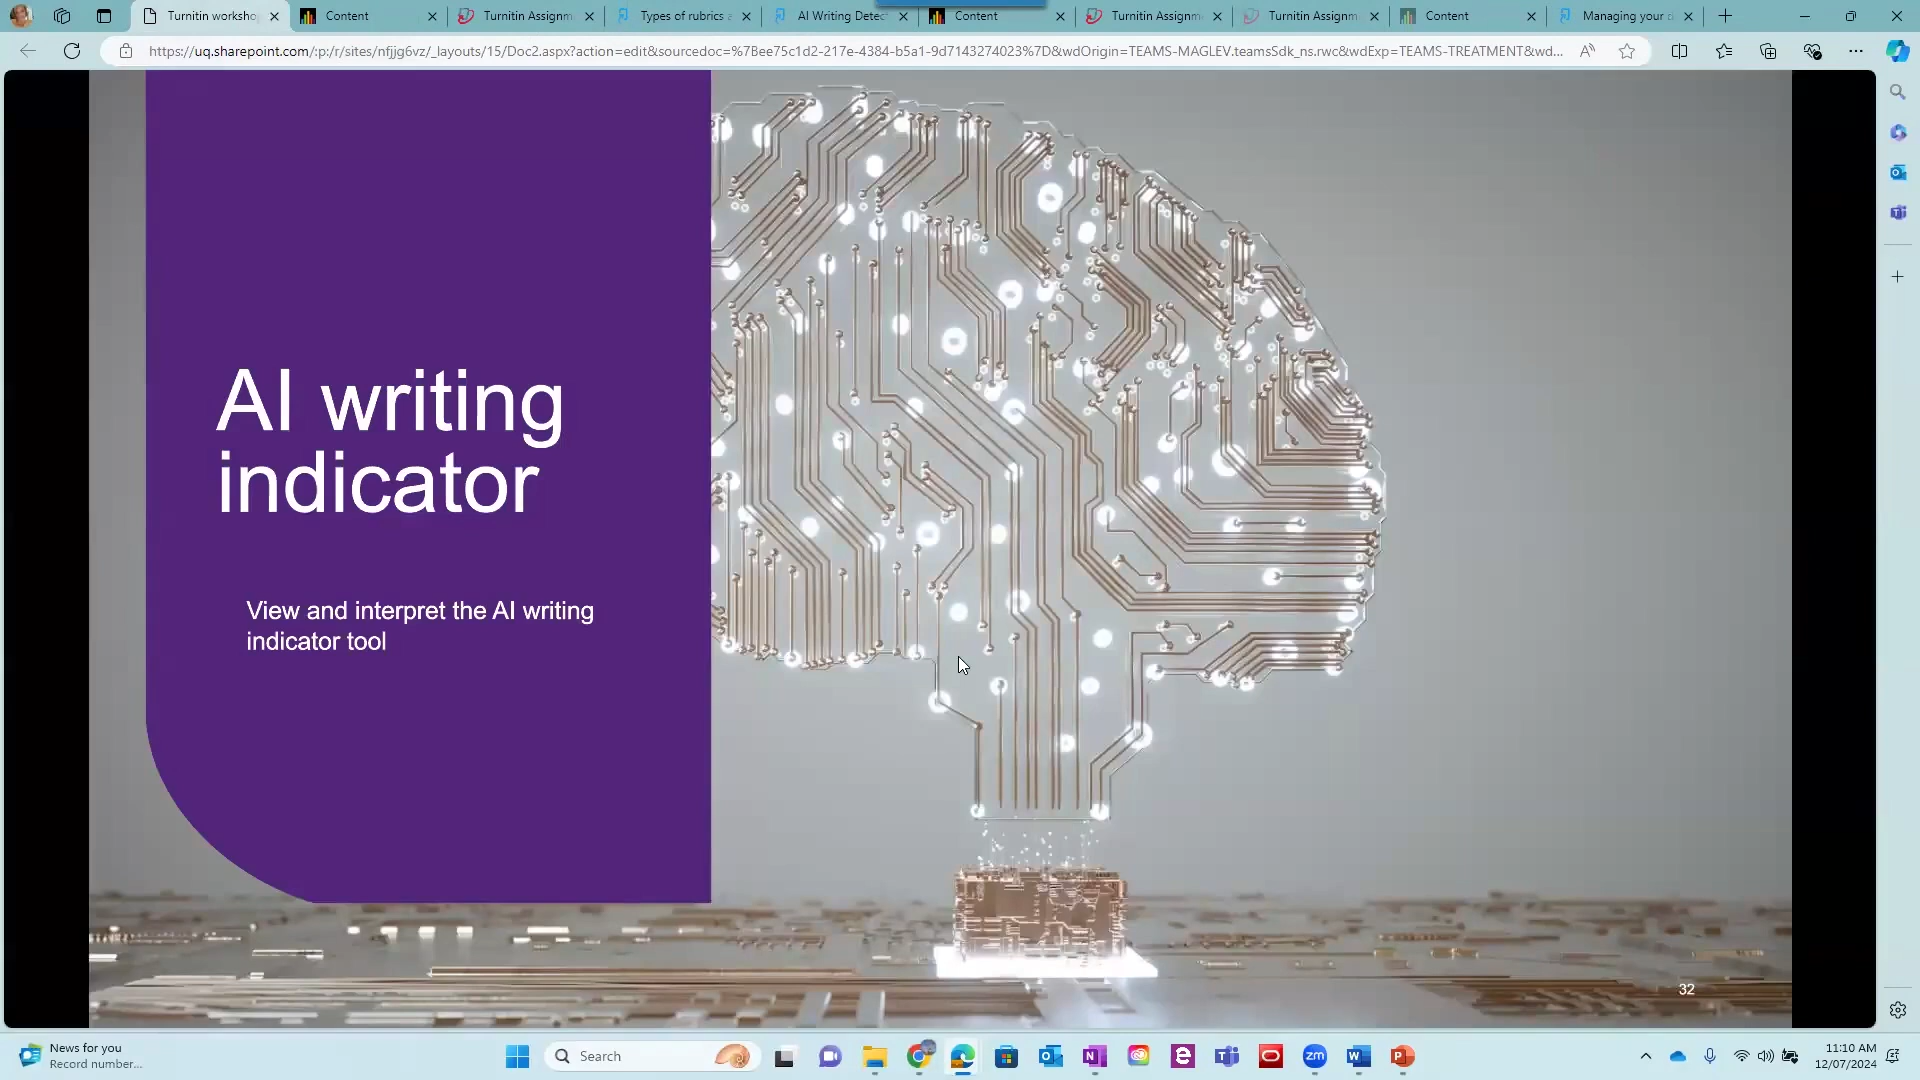 Turnitin worksho
Content
Turnitin Assignm
Types of rubrics a
AI Writing Detec
Content
Turnitin Assignm
Turnitin Assignm
Content
Managing your
https://uq.sharepoint.com/:p:/r/sites/nfjjg6vz/_layouts/15/Doc2.aspx?action=edit&sourcedoc=%7Bee75c1d2-217e-4384-b5a1-9d7143274023%7D&wdOrigin=TEAMS-MAGLEV.teamsSdk_ns.rwc&wdExp=TEAMS-TREATMENT&wd...
AI writing
indicator
View and interpret the AI writing
indicator tool
32
News for you
Record number...
Search
zm
11:10 AM
12/07/2024